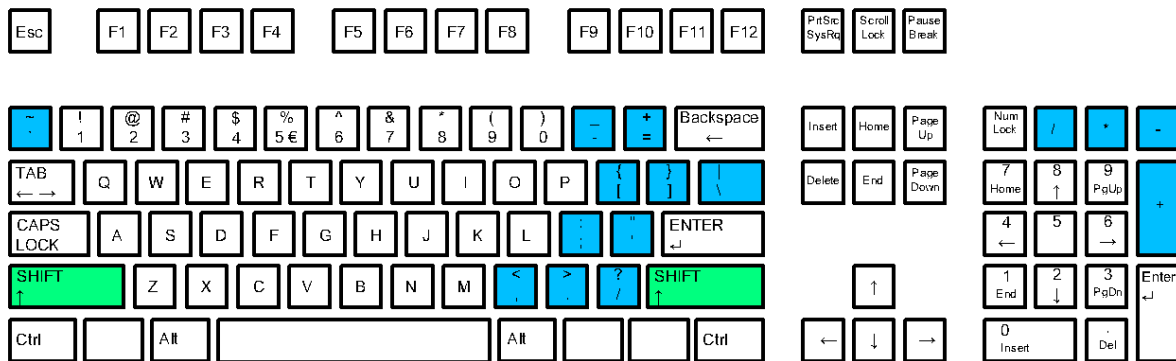 Esc F1 F2 F3 F4 F5 F6 F7 F8 F9 F10 F11 F12 PrtSrc Scroll Pause
SysRq Lock Break
~ ! @ # $ % ^ & * ( ) _ + Backspace Insert Home Page Num / * -
` 1 2 3 4 5 € 6 7 8 9 0 - = ← Up Lock
TAB Q W E R T Y U I O P { } | Delete End Page 7 8 9 +
← → [ ] \ Down Home ↑ PgUp
CAPS A S D F G H J K L : " ENTER 4 5 6
LOCK ; ' ↵ ← →
SHIFT Z X C V B N M < > ? SHIFT ↑ 1 2 3 Enter
↑ , . / ↑ End ↓ PgDn ↵
Ctrl Alt Alt Ctrl ← ↓ → 0 .
Insert Del